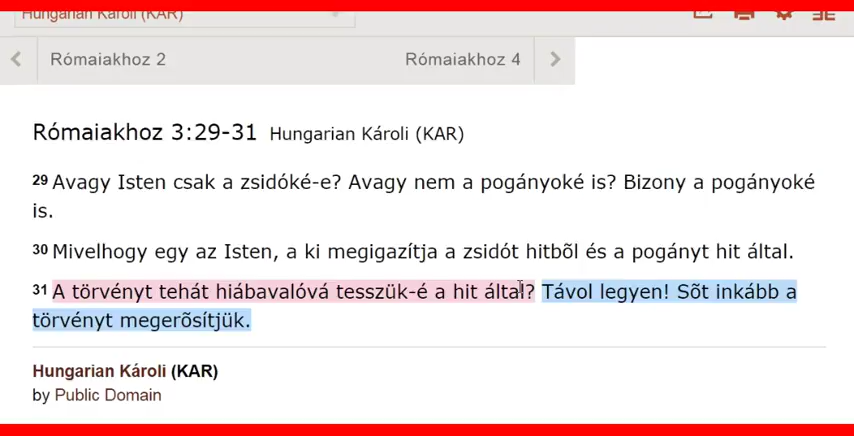 Hungarian Károli (KAR)
Rómaiakhoz 2
Rómaiakhoz 4
Rómaiakhoz 3:29-31 Hungarian Károli (KAR)
29 Avagy Isten csak a zsidóké-e? Avagy nem a pogányoké is? Bizony a pogányoké
is.
30 Mivelhogy egy az Isten, a ki megigazítja a zsidót hitbõl és a pogányt hit által.
31 A törvényt tehát hiábavalóvá tesszük-é a hit által? Távol legyen! Sõt inkább a
törvényt megerõsítjük.
Hungarian Károli (KAR)
by Public Domain